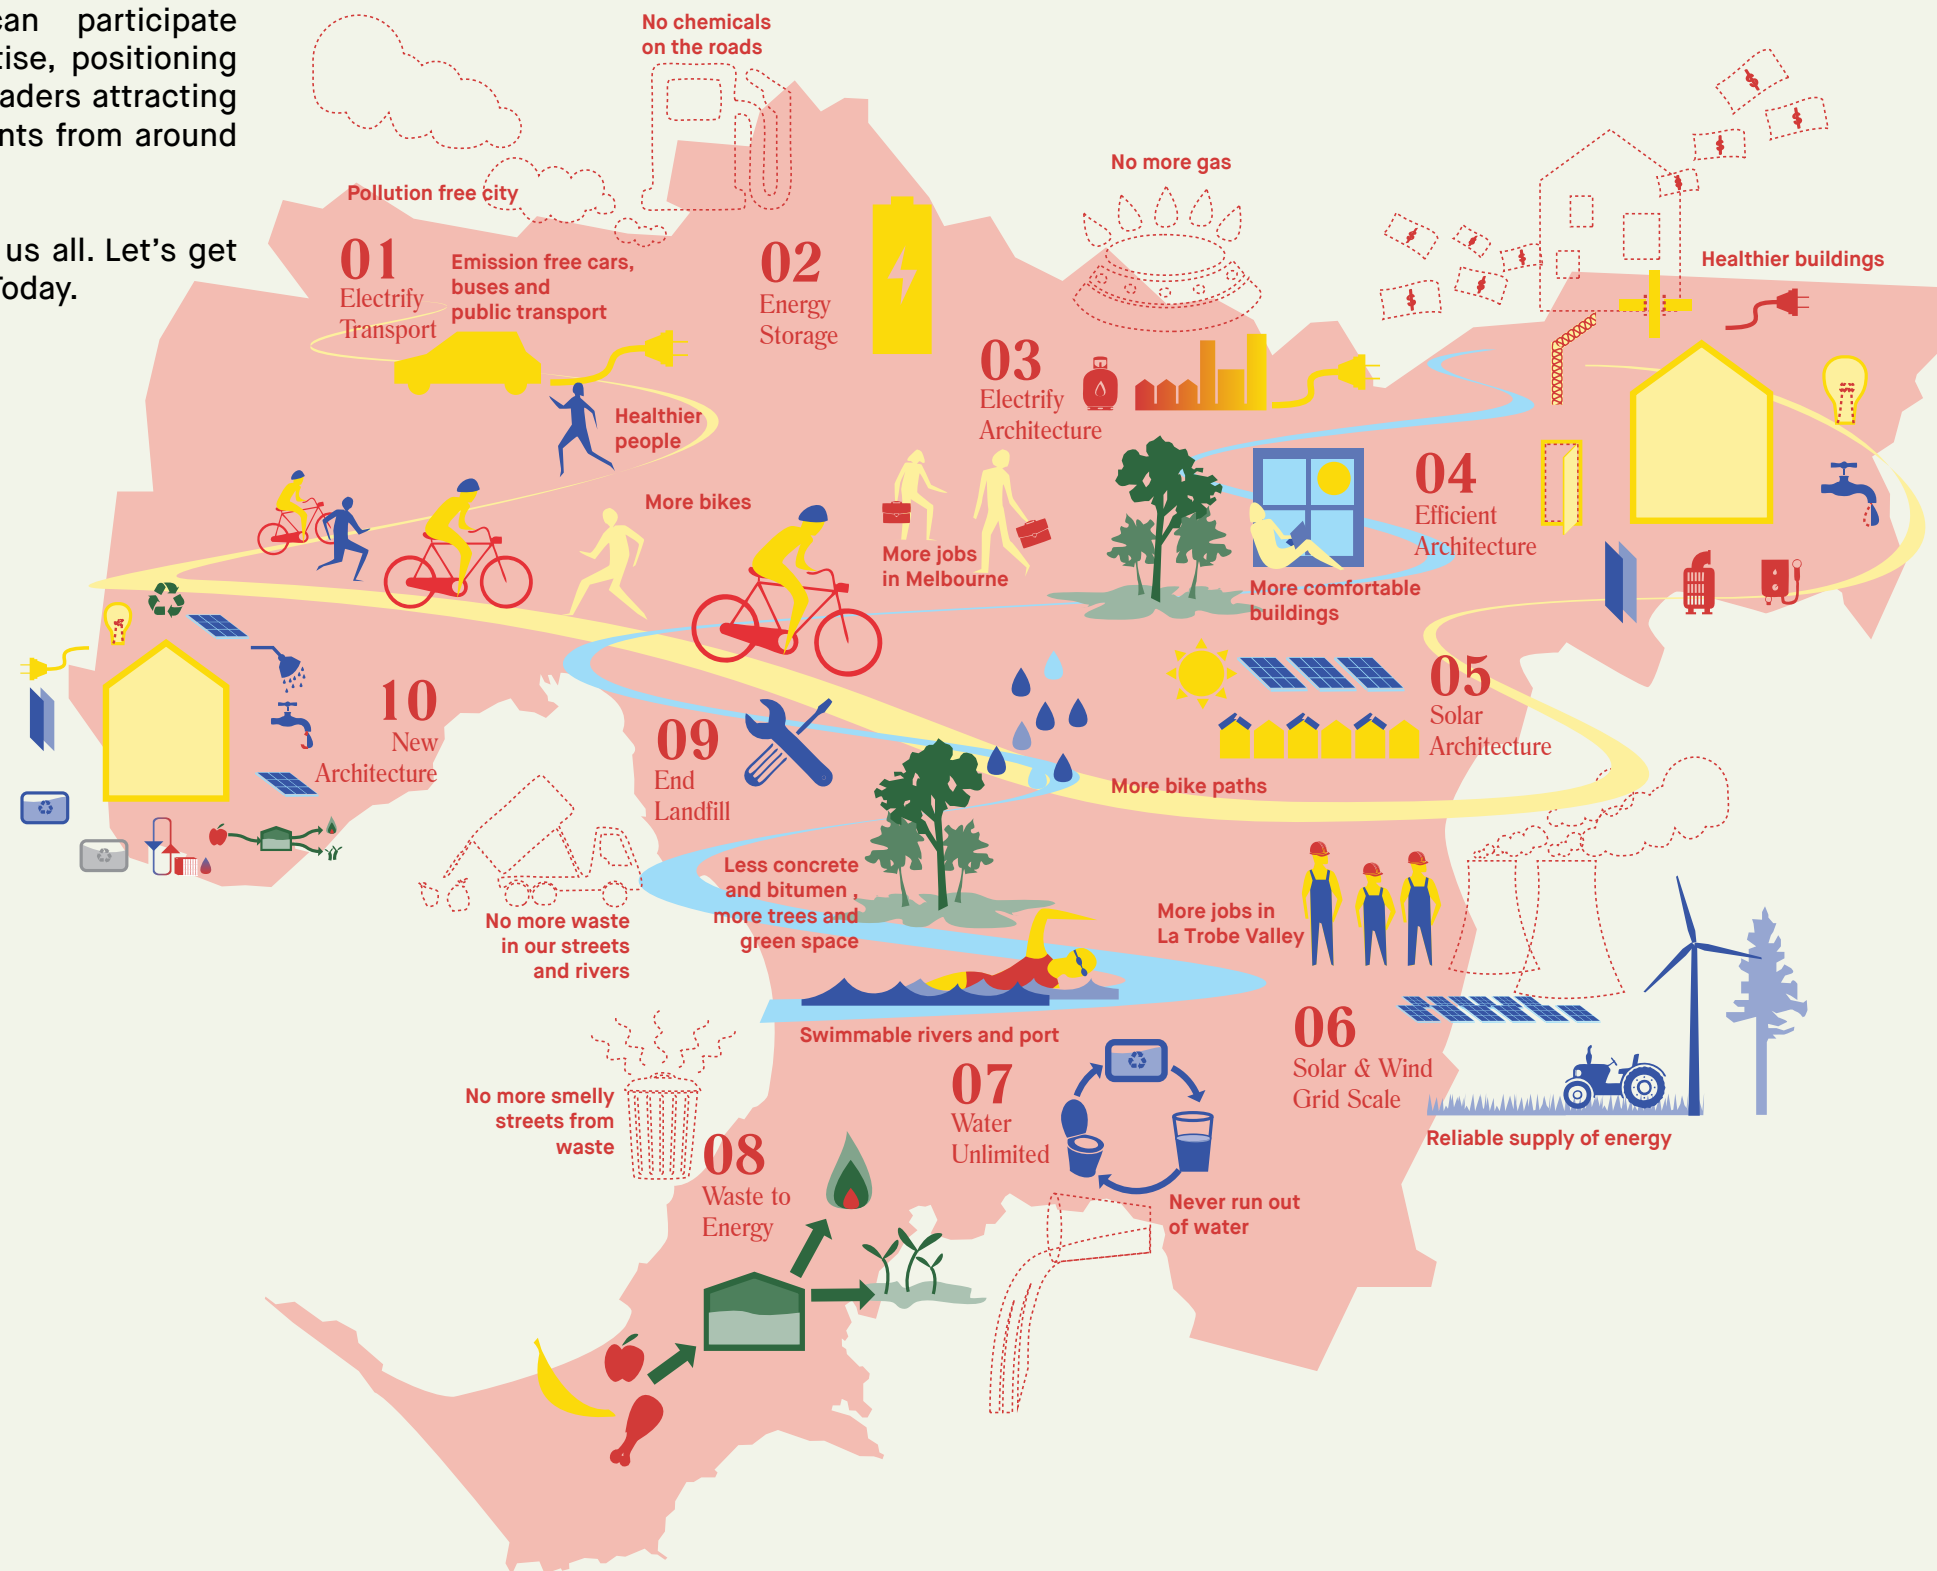 can participate
tise, positioning
aders attracting
nts from around
us all. Let's get
Today.
No chemicals
on the roads
Pollution free city
No more gas
Healthier buildings
01
Electrify
Transport
Emission free cars,
buses and
public transport
02
Energy
Storage
03
Electrify
Architecture
Healthier
people
More bikes
More jobs
in Melbourne
04
Efficient
Architecture
More comfortable
buildings
05
Solar
Architecture
10
New
Architecture
09
End
Landfill
More bike paths
Less concrete
and bitumen ,
more trees and
green space
No more waste
in our streets
and rivers
More jobs in
La Trobe Valley
Swimmable rivers and port
06
Solar & Wind
Grid Scale
Reliable supply of energy
07
Water
Unlimited
No more smelly
streets from
waste
08
Waste to
Energy
Never run out
of water